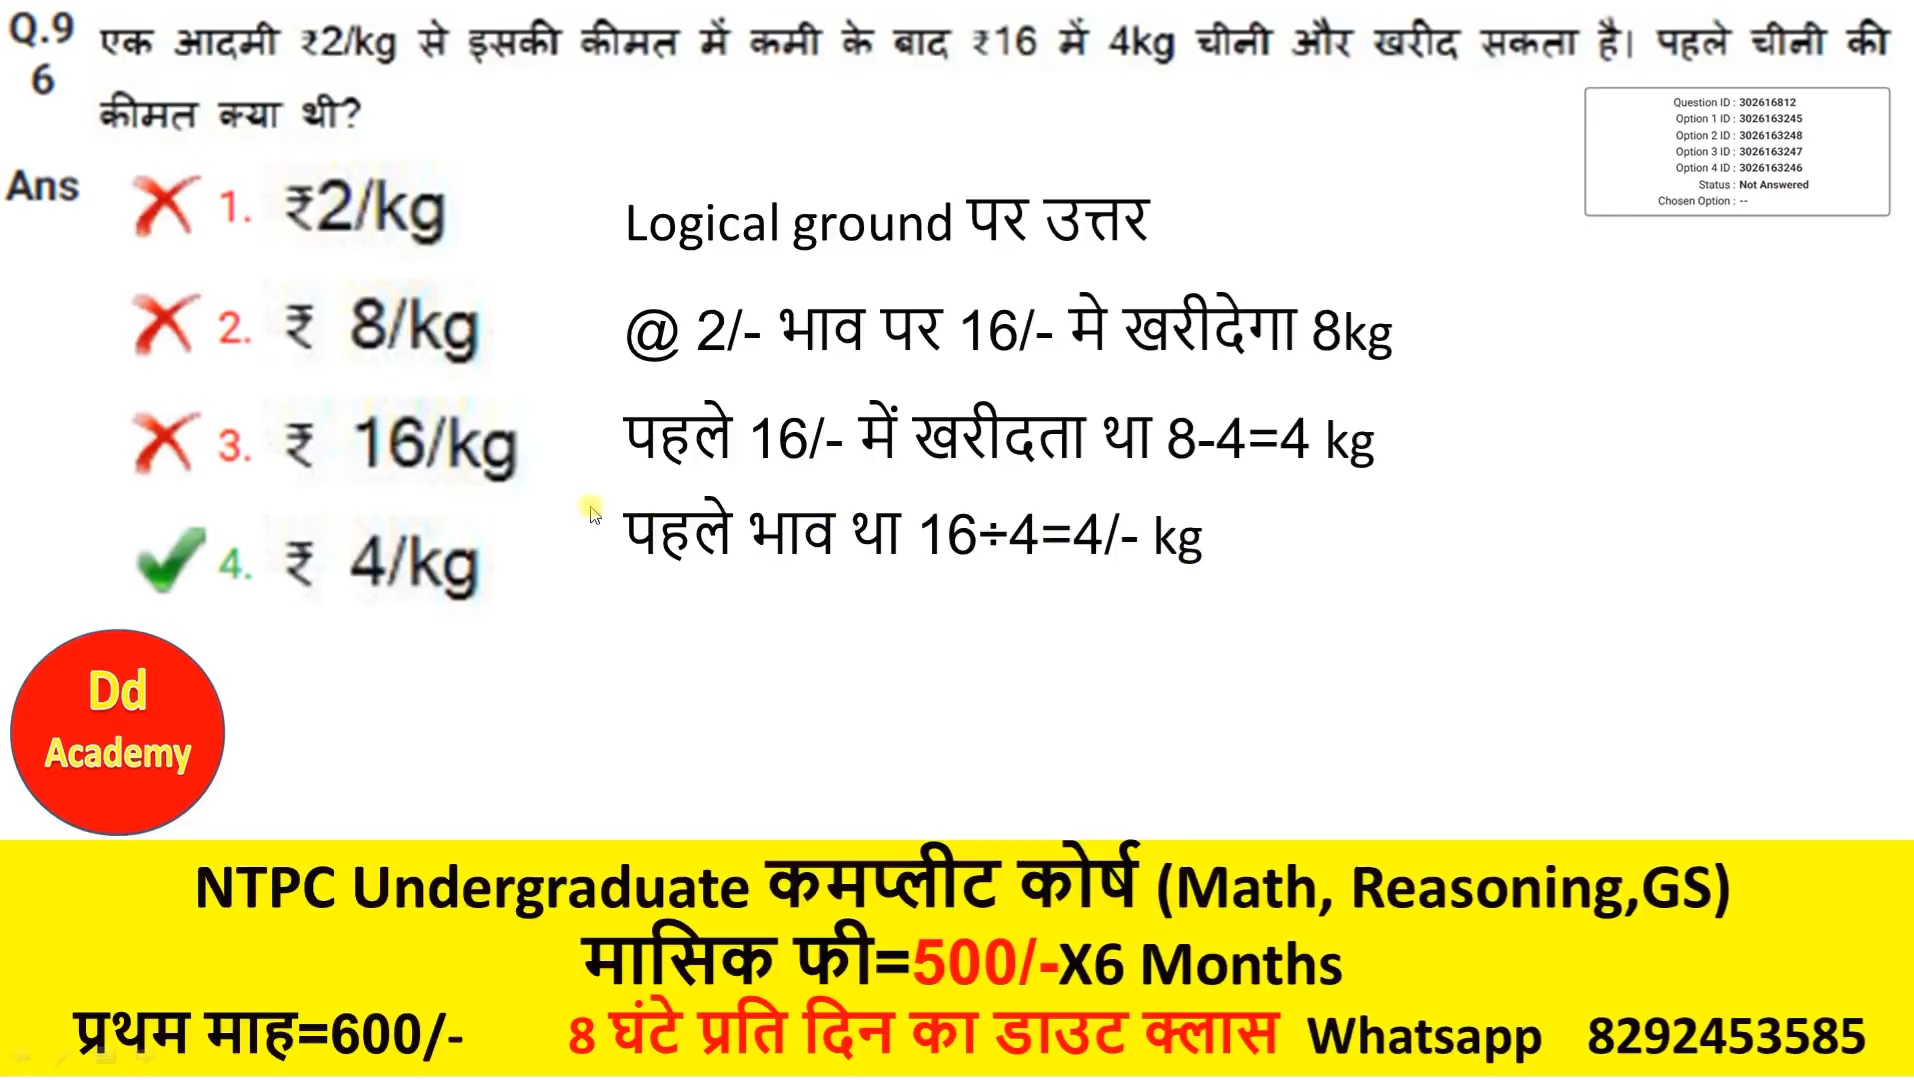 Q.9
6
एक आदमी ₹2/kg से इसकी कीमत में कमी के बाद ₹16 में 4kg चीनी और खरीद सकता है। पहले चीनी की
कीमत क्या थी?
Question ID : 302616812
Option 1 ID : 3026163245
Option 2 ID : 3026163248
Option 3 ID : 3026163247
Option 4 ID : 3026163246
Status : Not Answered
Chosen Option : --
Ans
1. ₹2/kg
2. ₹ 8/kg
3. ₹ 16/kg
4. ₹ 4/kg
Logical ground पर उत्तर
@ 2/- भाव पर 16/- मे खरीदेगा 8kg
पहले 16/- में खरीदता था 8-4=4 kg
पहले भाव था 16÷4=4/- kg
Dd
Academy
NTPC Undergraduate कमप्लीट कोर्ष (Math, Reasoning,GS)
मासिक फी=500/-X6 Months
प्रथम माह=600/- 8 घंटे प्रति दिन का डाउट क्लास Whatsapp 8292453585